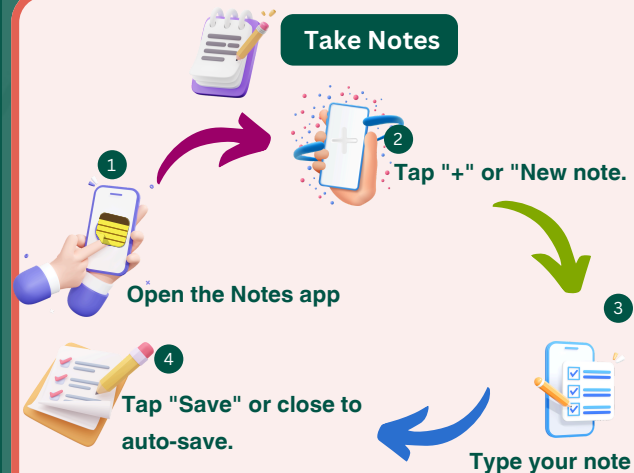 Take Notes
1
Open the Notes app
2
Tap "+" or "New note.
3
Type your note
4
Tap "Save" or close to
auto-save.